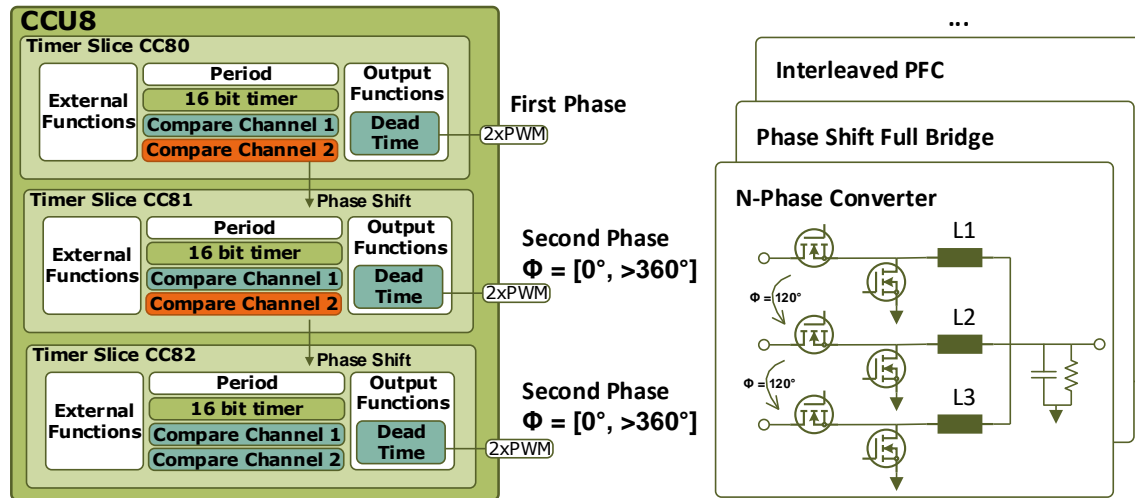 CCU8
Timer Slice CC80
External
Functions
Period
16 bit timer
Compare Channel 1
Compare Channel 2
Output
Functions
Dead
Time
2xPWM
First Phase
Phase Shift
Timer Slice CC81
External
Functions
Period
16 bit timer
Compare Channel 1
Compare Channel 2
Output
Functions
Dead
Time
2xPWM
Second Phase
Φ = [0°, >360°]
Phase Shift
Timer Slice CC82
External
Functions
Period
16 bit timer
Compare Channel 1
Compare Channel 2
Output
Functions
Dead
Time
2xPWM
Second Phase
Φ = [0°, >360°]
...
Interleaved PFC
Phase Shift Full Bridge
N-Phase Converter
L1
Φ = 120°
L2
Φ = 120°
L3